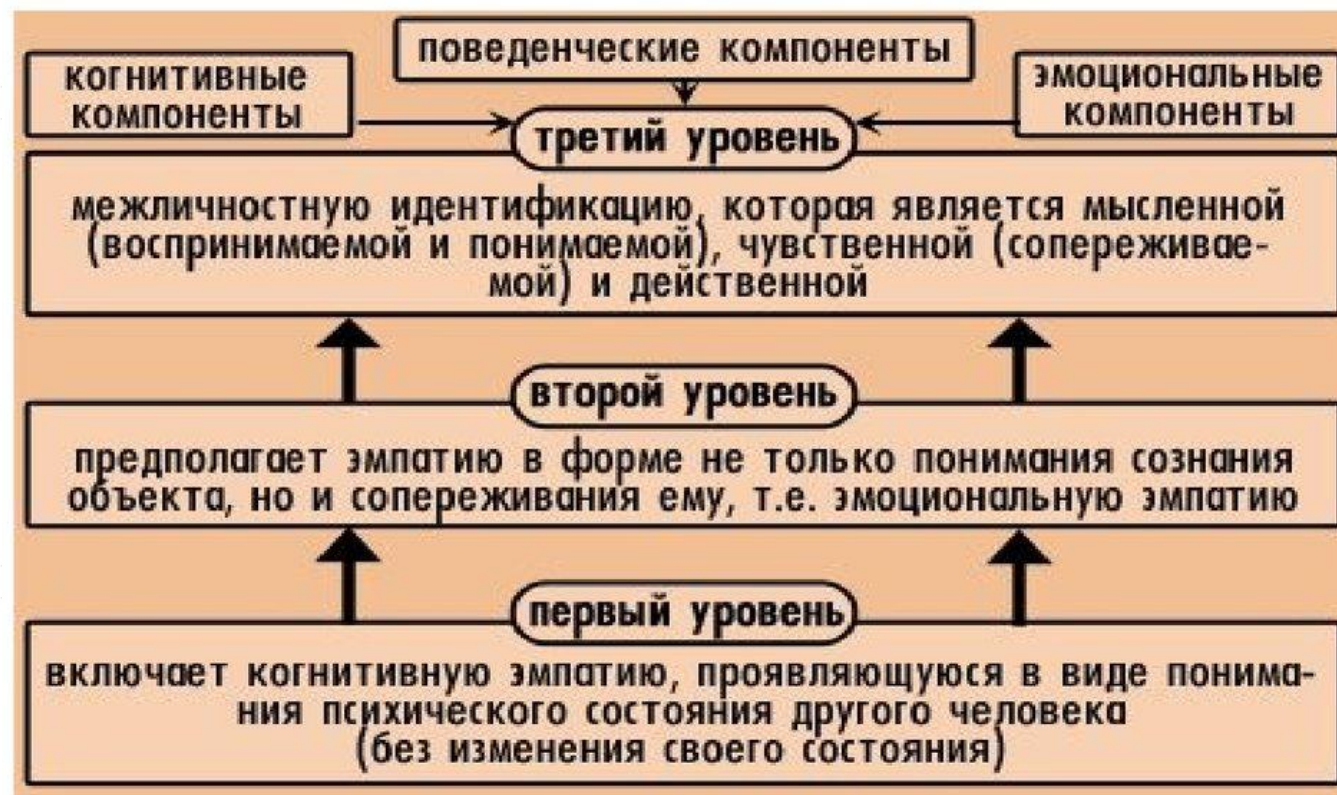 поведенческие компоненты
когнитивные
компоненты
эмоциональные
компоненты
третий уровень
межличностную идентификацию, которая является мысленной
(воспринимаемой и понимаемой), чувственной (сопереживае-
мой) и действенной
второй уровень
предполагает эмпатию в форме не только понимания сознания
объекта, но и сопереживания ему, т.е. эмоциональную эмпатию
первый уровень
включает когнитивную эмпатию, проявляющуюся в виде понима-
ния психического состояния другого человека
(без изменения своего состояния)